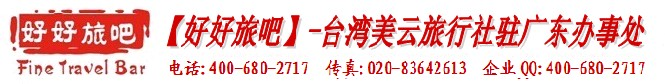 好好旅吧
Fine Travel Bar
【好好旅吧】-台湾美云旅行社驻广东办事处
电话:400-680-2717 传真:020-83642613 企业QQ:400-680-2717